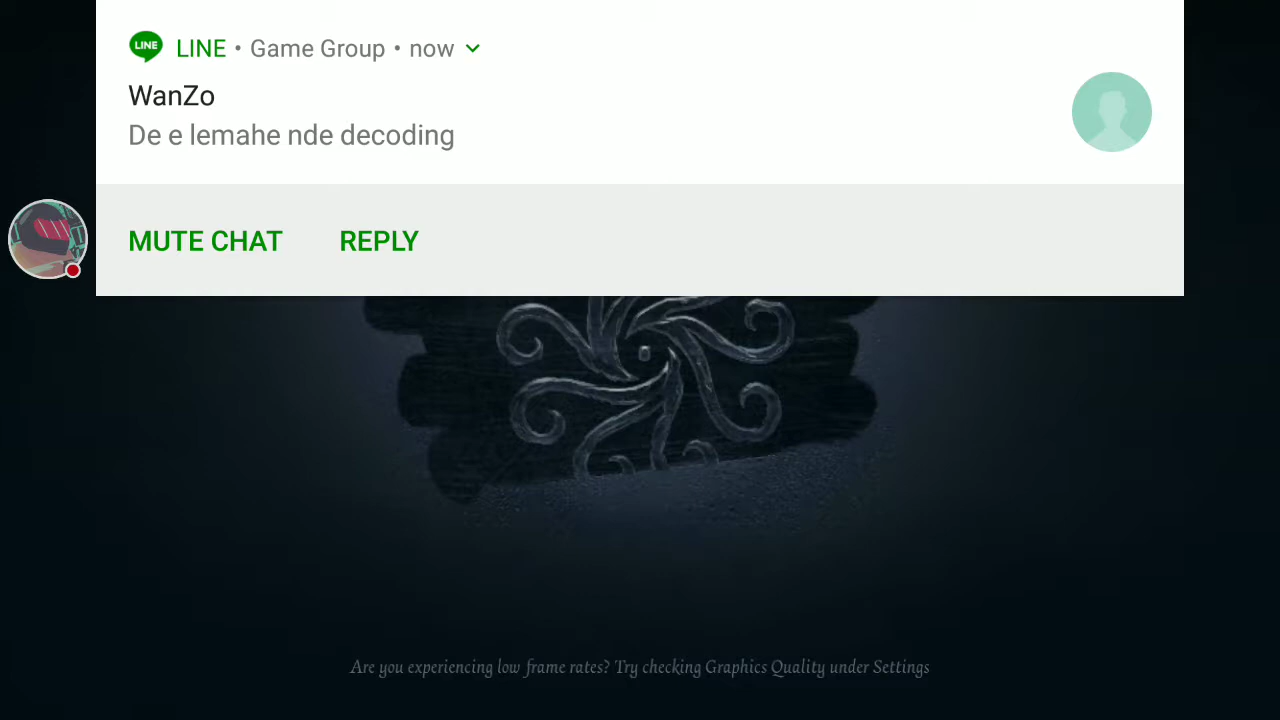 LINE
LINE • Game Group • now
WanZo
De e lemahe nde decoding
MUTE CHAT REPLY
Are you experiencing low frame rates? Try checking Graphics Quality under Settings